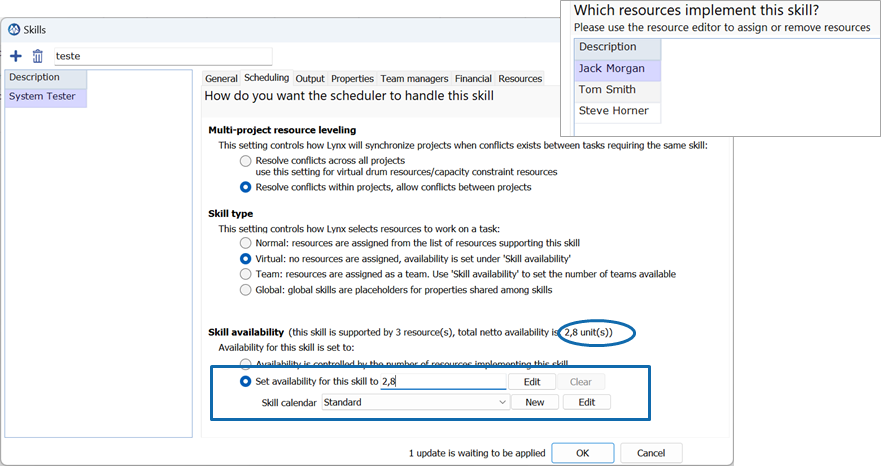 Which resources implement this skill?
Please use the resource editor to assign or remove resources
Description
Jack Morgan
Tom Smith
Steve Horner
Skills
teste
Description
System Tester
General Scheduling Output Properties Team managers Financial Resources
How do you want the scheduler to handle this skill
Multi-project resource leveling
This setting controls how Lynx will synchronize projects when conflicts exists between tasks requiring the same skill:
Resolve conflicts across all projects
use this setting for virtual drum resources/capacity constraint resources
Resolve conflicts within projects, allow conflicts between projects
Skill type
This setting controls how Lynx selects resources to work on a task:
Normal: resources are assigned from the list of resources supporting this skill
Virtual: no resources are assigned, availability is set under 'Skill availability'
Team: resources are assigned as a team. Use 'Skill availability' to set the number of teams available
Global: global skills are placeholders for properties shared among skills
Skill availability (this skill is supported by 3 resource(s), total netto availability is 2,8 unit(s))
Availability for this skill is set to:
Availability is controlled by the number of resources implementing this skill
Set availability for this skill to 2,8 Edit Clear
Skill calendar Standard New Edit
1 update is waiting to be applied OK Cancel